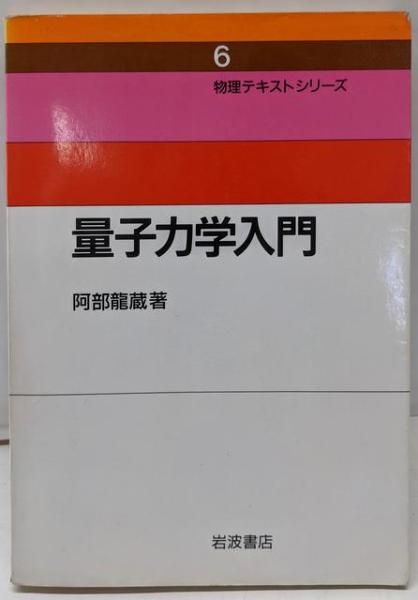 6
物理テキストシリーズ
量子力学入門
阿部龍蔵著
岩波書店